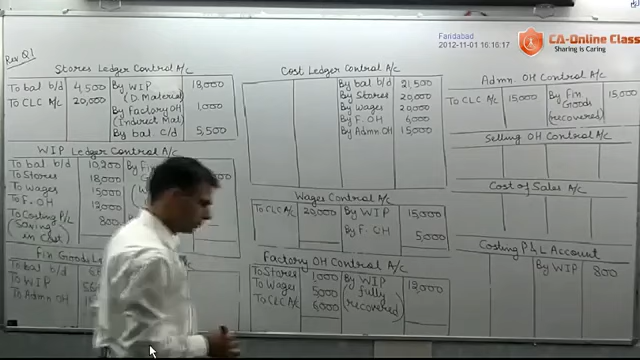 Faridabad
2012-11-01 16:16:17
CA-Online Class
Sharing is Caring
Rev. Q.1
Stores Ledger Control A/c
To bal b/d 4,500 By WIP 18,000
(D. Material)
To CLC A/c 20,000 By Factory OH 1,000
(Indirect Mat)
By bal c/d 5,500
WIP Ledger Control A/c
To bal b/d 10,200 By
To Stores 18,000
To Wages 15,000
To F. OH 12,000
To Costing P/L 800
(Saving in Cost)
Fin Goods
To bal b/d
To WIP
To Admn OH
Cost Ledger Control A/c
By bal b/d 21,500
By Stores 20,000
By Wages 20,000
By F. OH 6,000
By Admn OH 15,000
Wages Control A/c
To CLC A/c 20,000 By WIP 15,000
By F. OH 5,000
Factory OH Control A/c
To Stores 1,000 By WIP 12,000
To Wages 5,000 fully
To CLC A/c 6,000 (recovered)
Admn. OH Control A/c
To CLC A/c 15,000 By Fin. Goods 15,000
(recovered)
Selling OH Control A/c
Cost of Sales A/c
Costing P & L Account
By WIP 800